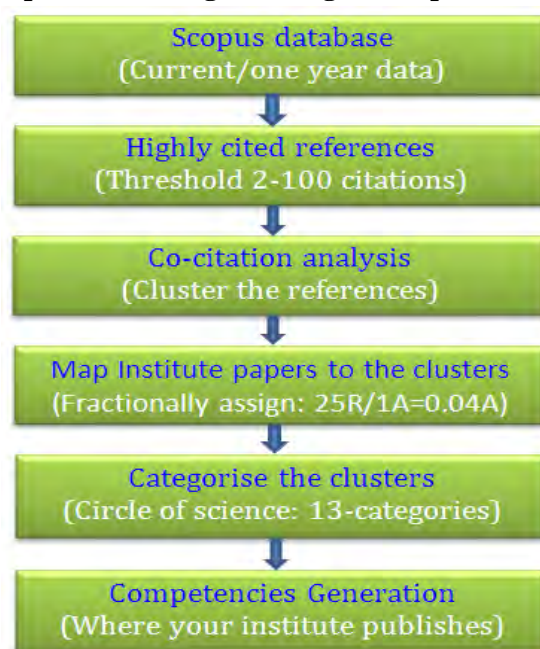 Scopus database
(Current/one year data)
Highly cited references
(Threshold 2-100 citations)
Co-citation analysis
(Cluster the references)
Map Institute papers to the clusters
(Fractionally assign: 25R/1A=0.04A)
Categorise the clusters
(Circle of science: 13-categories)
Competencies Generation
(Where your institute publishes)